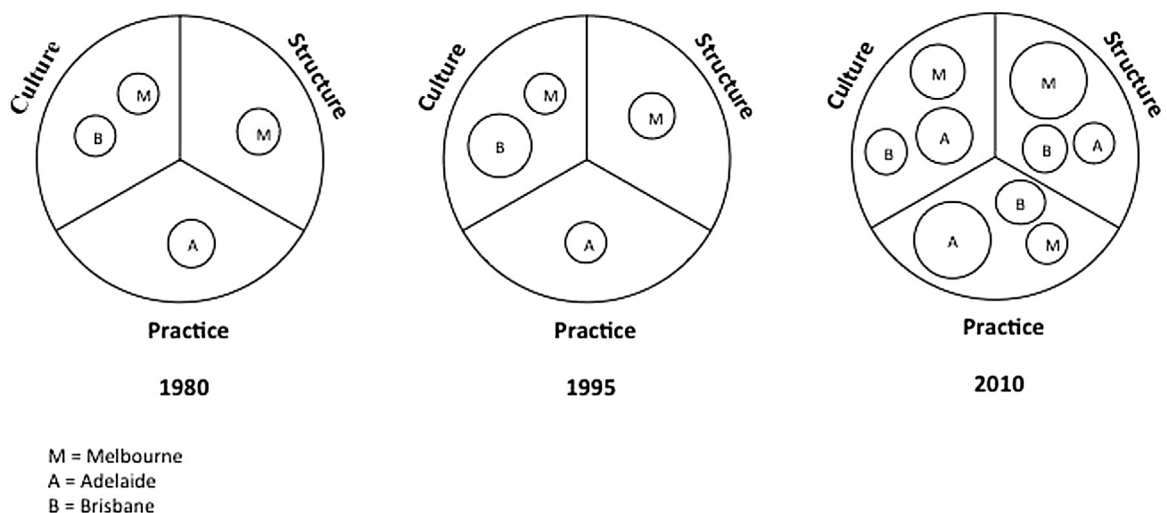 Culture
Structure
M
B
M
A
Practice
1980
Culture
Structure
M
B
M
A
Practice
1995
Culture
Structure
M
B
A
M
B
A
B
A
M
Practice
2010
M = Melbourne
A = Adelaide
B = Brisbane